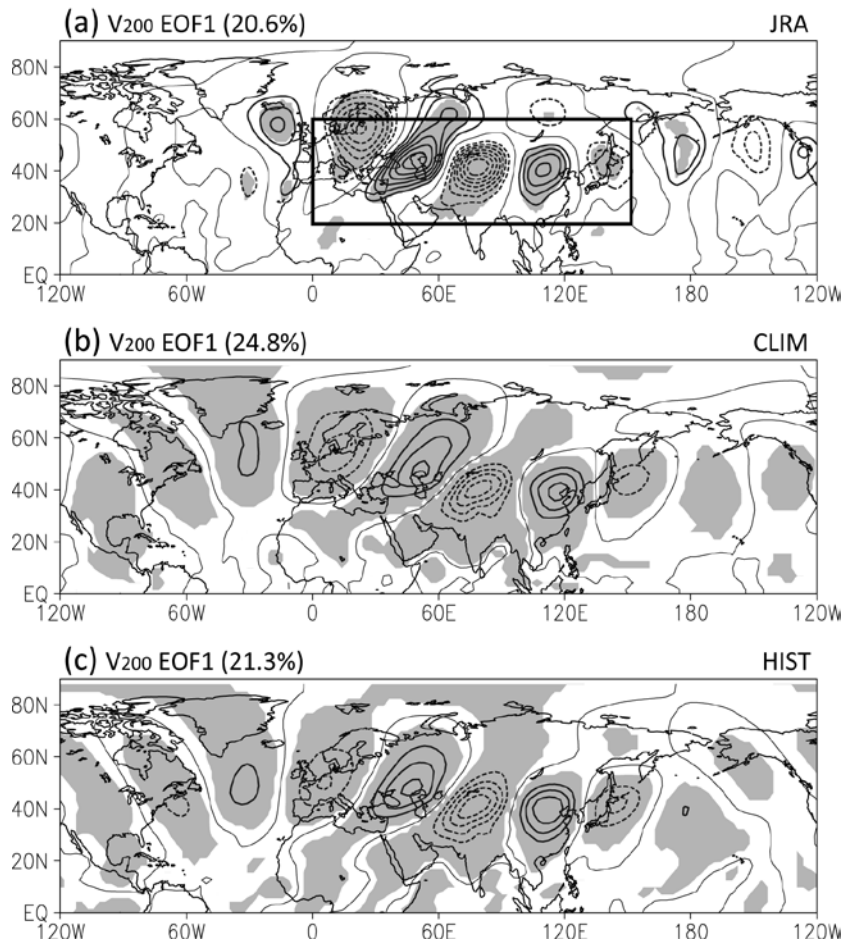 (a) V200 EOF1 (20.6%) JRA
80N
60N
40N
20N
EQ
120W 60W 0 60E 120E 180 120W
(b) V200 EOF1 (24.8%) CLIM
80N
60N
40N
20N
EQ
120W 60W 0 60E 120E 180 120W
(c) V200 EOF1 (21.3%) HIST
80N
60N
40N
20N
EQ
120W 60W 0 60E 120E 180 120W